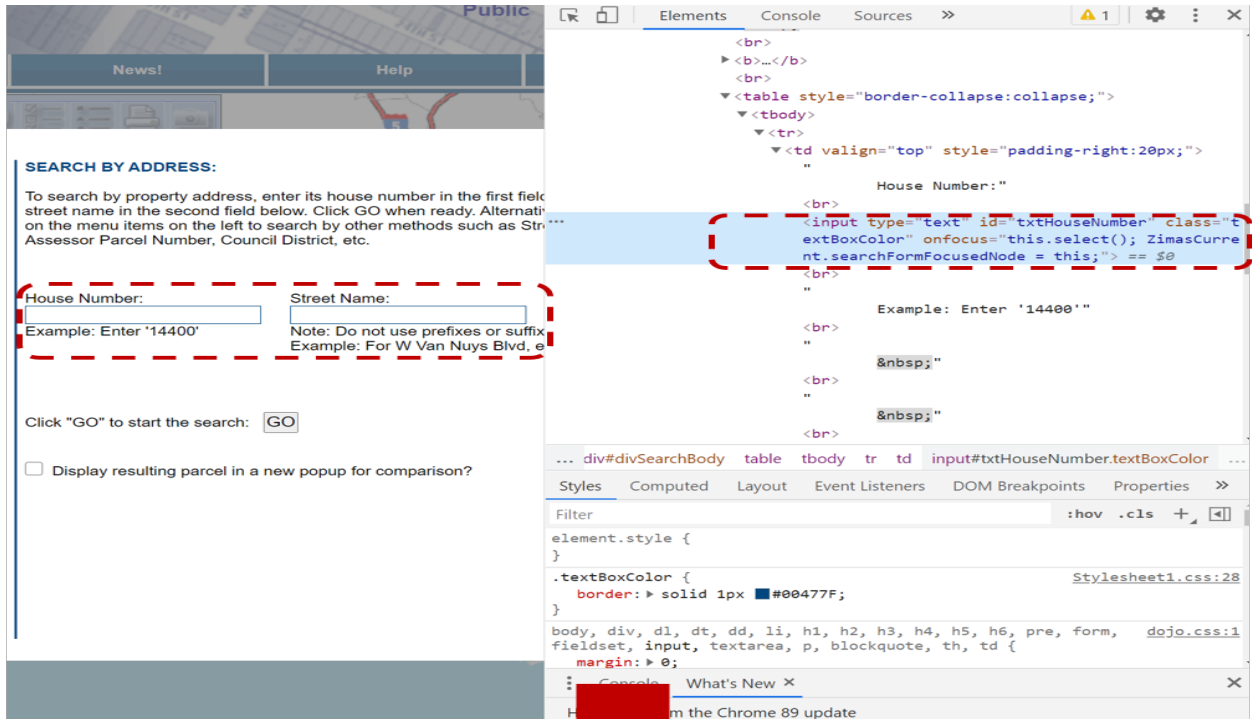 Public
News!
Help
5
SEARCH BY ADDRESS:
To search by property address, enter its house number in the first field
street name in the second field below. Click GO when ready. Alternati
on the menu items on the left to search by other methods such as Str
Assessor Parcel Number, Council District, etc.
House Number:
Street Name:
Example: Enter '14400'
Note: Do not use prefixes or suffix
Example: For W Van Nuys Blvd, e
Click "GO" to start the search:
GO
Display resulting parcel in a new popup for comparison?
Elements Console Sources » 1
<br>
▶<b>…</b>
<br>
▼<table style="border-collapse:collapse;">
▼<tbody>
▼<tr>
▼<td valign="top" style="padding-right:20px;">
"
House Number:"
<br>
... <input type="text" id="txtHouseNumber" class="t
extBoxColor" onfocus="this.select(); ZimasCurre
nt.searchFormFocusedNode = this;"> == $0
<br>
"
Example: Enter '14400'"
<br>
"
&nbsp;"
<br>
"
&nbsp;"
<br>
... div#divSearchBody table tbody tr td input#txtHouseNumber.textBoxColor ...
Styles Computed Layout Event Listeners DOM Breakpoints Properties »
Filter :hov .cls +
element.style {
}
.textBoxColor { Stylesheet1.css:28
border:▶ solid 1px #00477F;
}
body, div, dl, dt, dd, li, h1, h2, h3, h4, h5, h6, pre, form, dojo.css:1
fieldset, input, textarea, p, blockquote, th, td {
margin:▶ 0;
Console What's New ×
H
m the Chrome 89 update